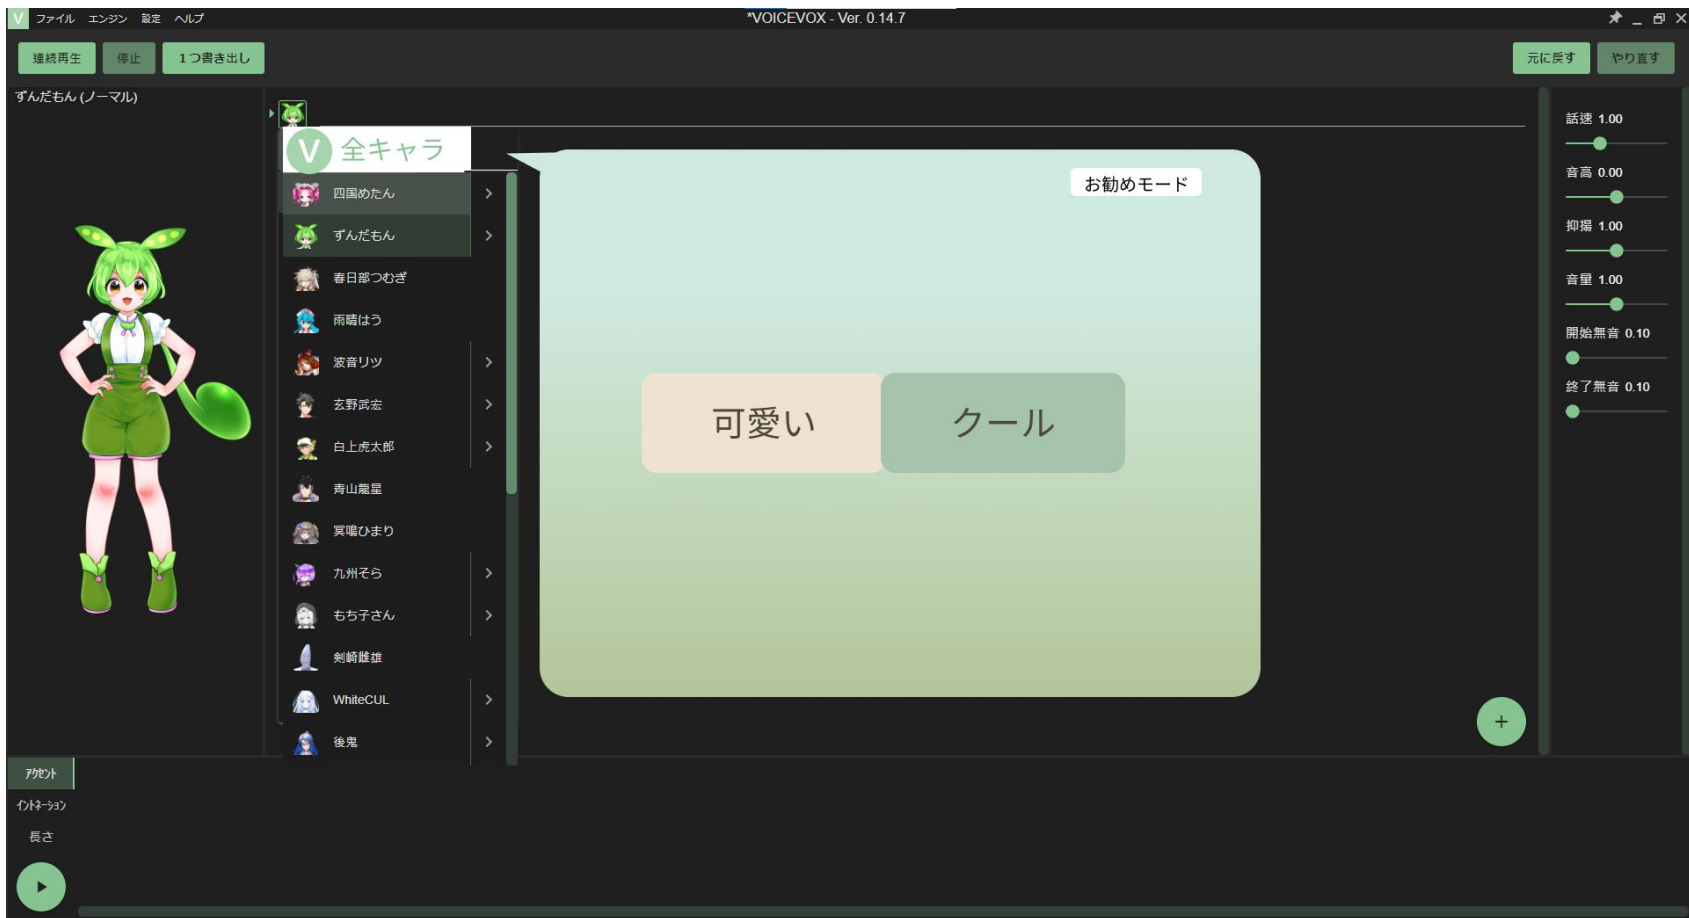 V ファイル エンジン 設定 ヘルプ
*VOICEVOX - Ver. 0.14.7
連続再生 停止 1つ書き出し
元に戻す やり直す
ずんだもん (ノーマル)
V 全キャラ
四国めたん
ずんだもん
春日部つむぎ
雨晴はう
波音リツ
玄野武宏
白上虎太郎
青山龍星
冥鳴ひまり
九州そら
もち子さん
剣崎雌雄
WhiteCUL
後鬼
お勧めモード
可愛い
クール
話速 1.00
音高 0.00
抑揚 1.00
音量 1.00
開始無音 0.10
終了無音 0.10
+
アクセント
イントネーション
長さ